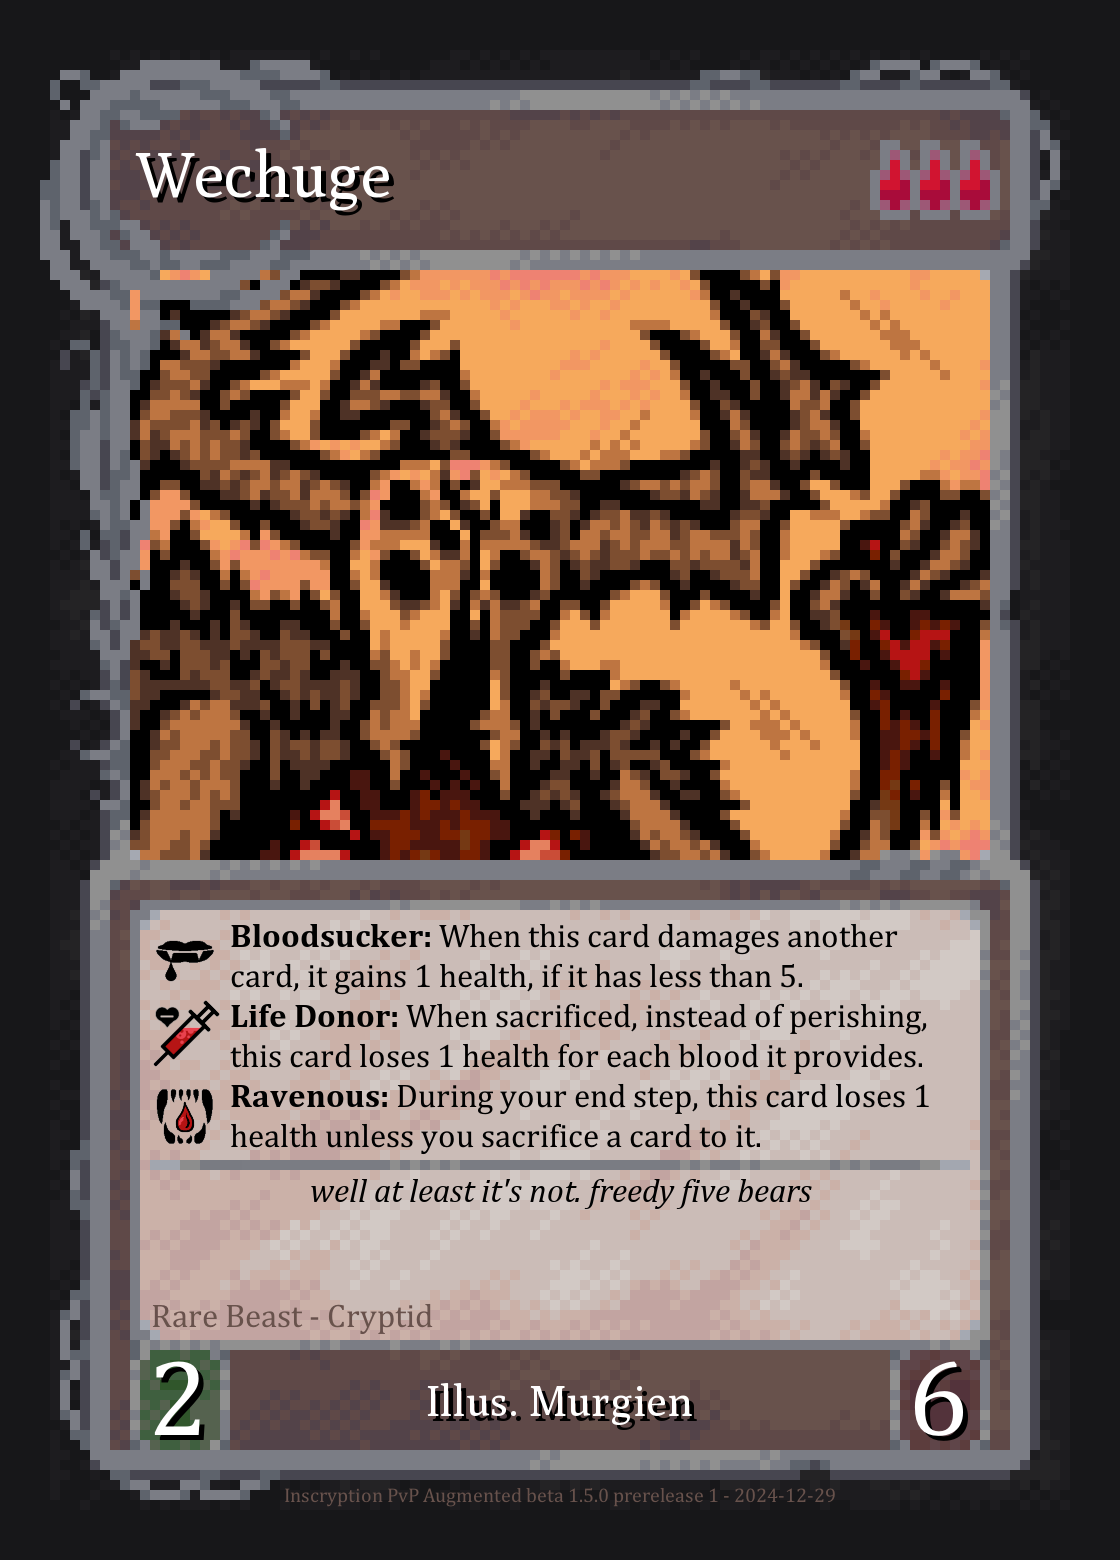 Wechuge
Bloodsucker: When this card damages another
card, it gains 1 health, if it has less than 5.
Life Donor: When sacrificed, instead of perishing,
this card loses 1 health for each blood it provides.
Ravenous: During your end step, this card loses 1
health unless you sacrifice a card to it.
well at least it's not. freedy five bears
Rare Beast - Cryptid
2
Illus. Murgien
6
Inscryption PvP Augmented beta 1.5.0 prerelease 1 - 2024-12-29